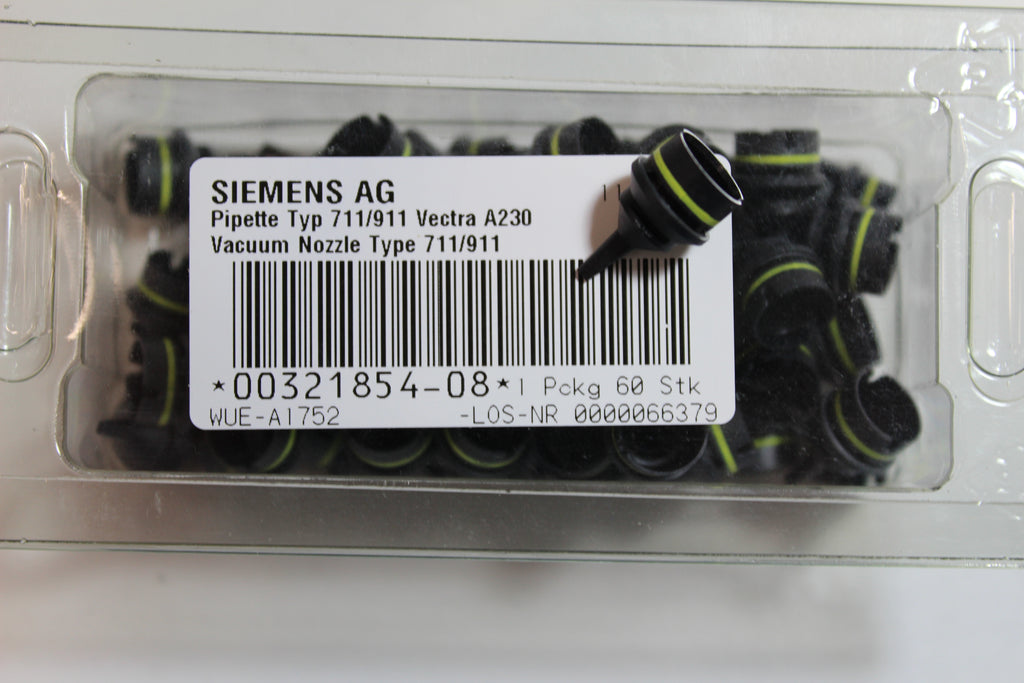 SIEMENS AG
11
Pipette Typ 711/911 Vectra A230
Vacuum Nozzle Type 711/911
*00321854-08* 1 Pckg 60 Stk
WUE-A1752 -LOS-NR 0000066379